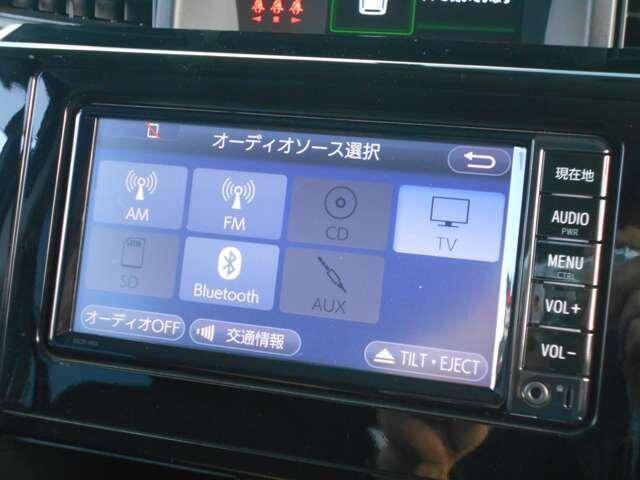 オーディオソース選択
AM
FM
CD
TV
SD
Bluetooth
AUX
オーディオOFF
交通情報
TILT・EJECT
現在地
AUDIO
PWR
MENU
CTRL
VOL+
VOL-